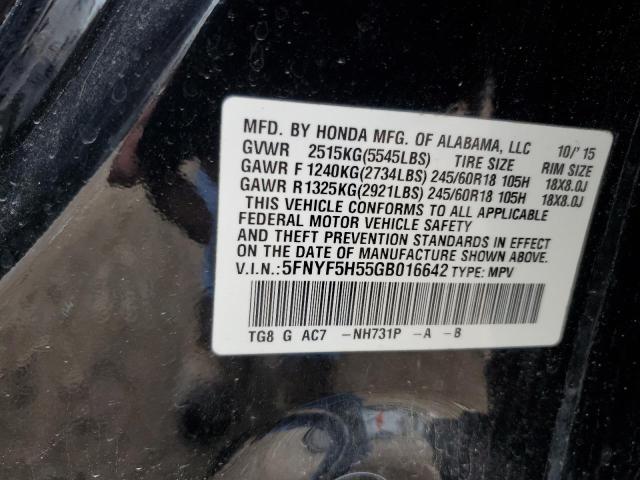 MFD. BY HONDA MFG. OF ALABAMA, LLC 10/'15
GVWR 2515KG(5545LBS) TIRE SIZE RIM SIZE
GAWR F 1240KG(2734LBS) 245/60R18 105H 18X8.0J
GAWR R 1325KG(2921LBS) 245/60R18 105H 18X8.0J
THIS VEHICLE CONFORMS TO ALL APPLICABLE
FEDERAL MOTOR VEHICLE SAFETY
AND THEFT PREVENTION STANDARDS IN EFFECT
ON THE DATE OF MANUFACTURE SHOWN ABOVE.
V.I.N.:5FNYF5H55GB016642 TYPE: MPV
TG8 G AC7 -NH731P -A -B